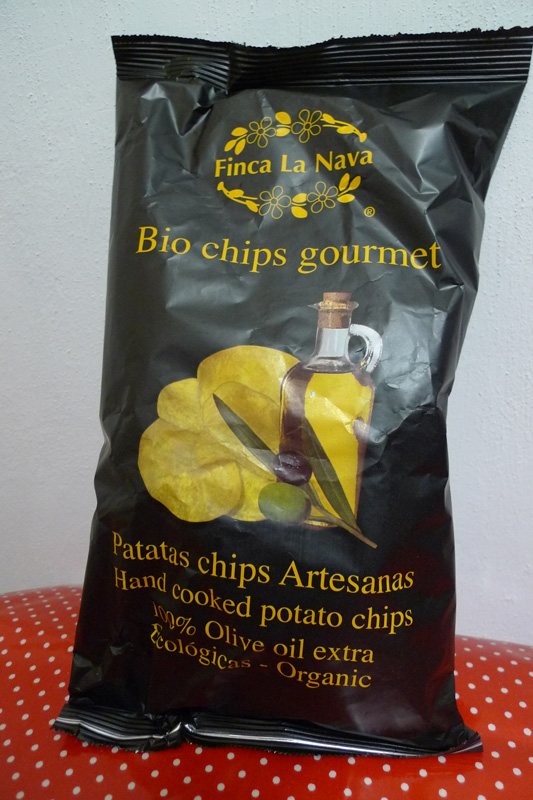 Finca La Nava
®
Bio chips gourmet
Patatas chips Artesanas
Hand cooked potato chips
100% Olive oil extra
Ecológicas - Organic